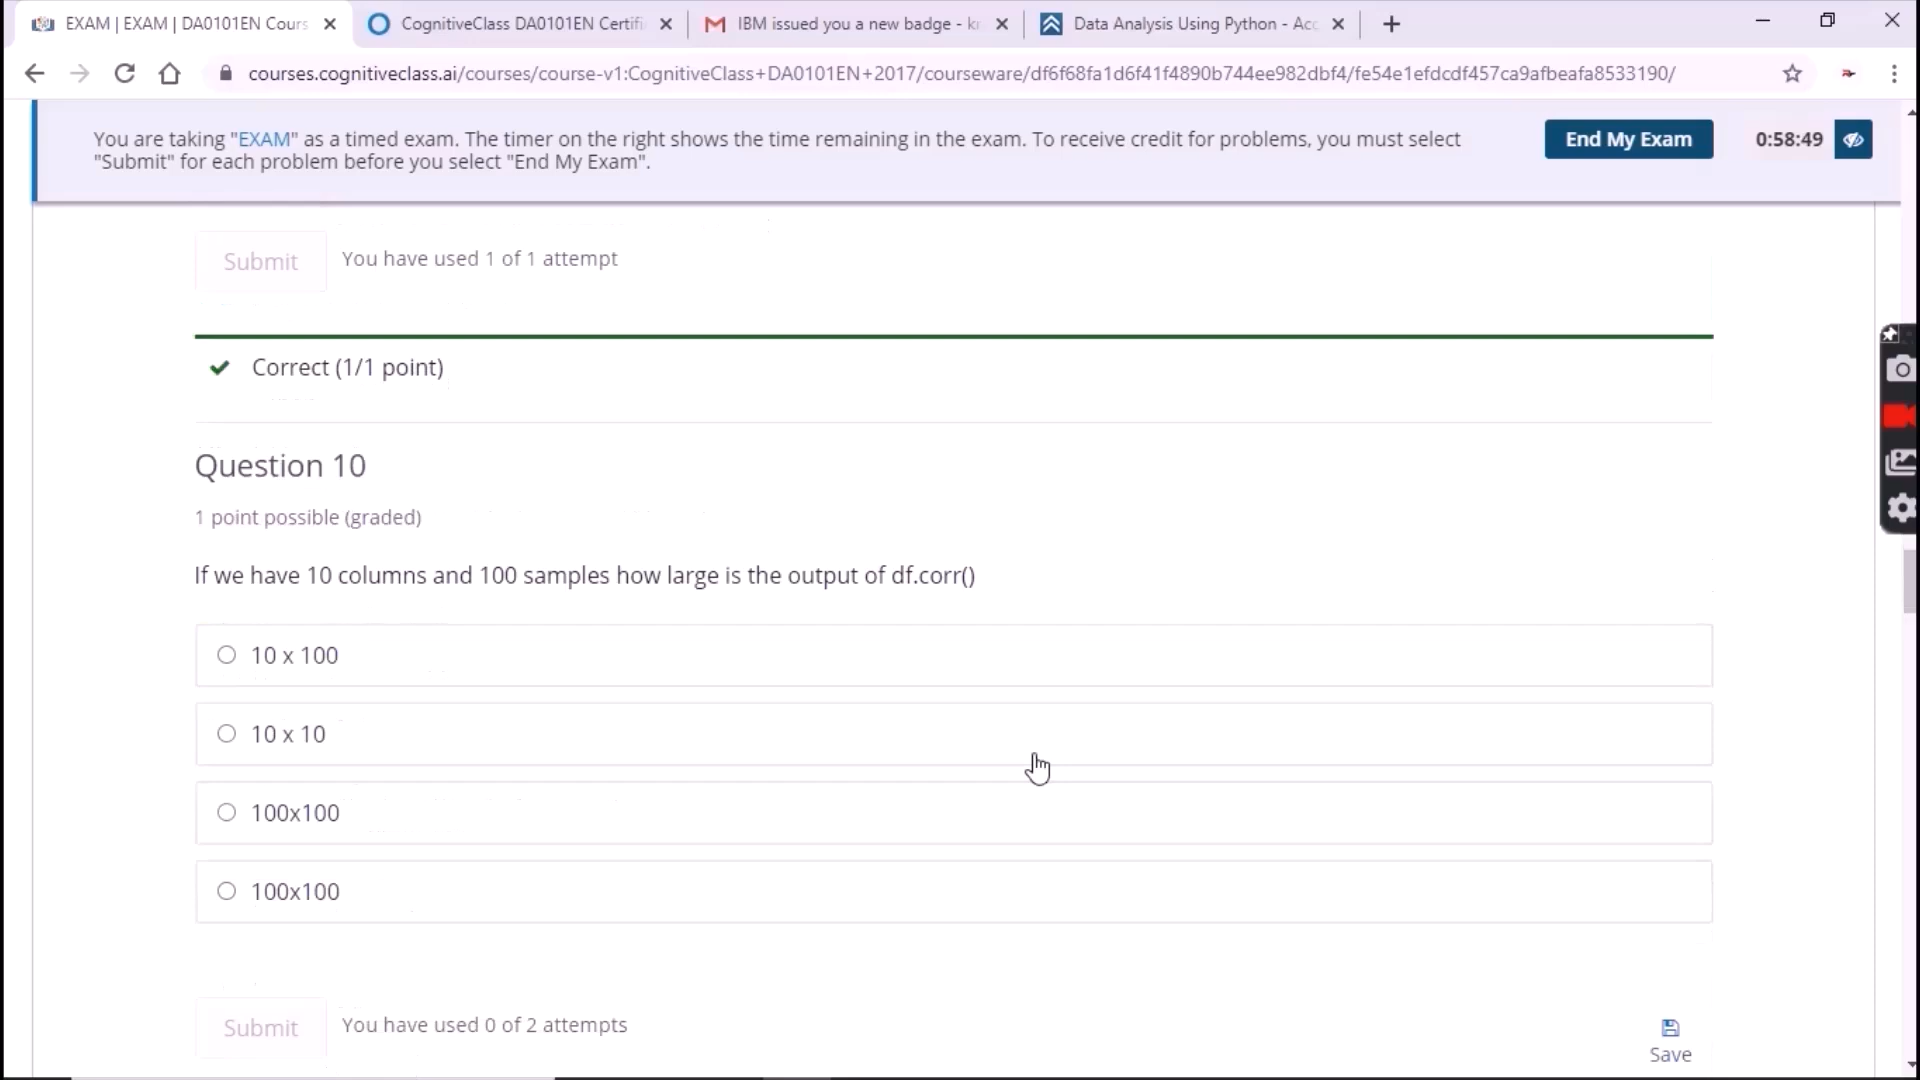 EXAM | EXAM | DA0101EN Cours
CognitiveClass DA0101EN Certifi
IBM issued you a new badge - k
Data Analysis Using Python - Acc
courses.cognitiveclass.ai/courses/course-v1:CognitiveClass+DA0101EN+2017/courseware/df6f68fa1d6f41f4890b744ee982dbf4/fe54e1efdcdf457ca9afbeafa8533190/
You are taking "EXAM" as a timed exam. The timer on the right shows the time remaining in the exam. To receive credit for problems, you must select
"Submit" for each problem before you select "End My Exam".
End My Exam
0:58:49
Submit
You have used 1 of 1 attempt
Correct (1/1 point)
Question 10
1 point possible (graded)
If we have 10 columns and 100 samples how large is the output of df.corr()
10 x 100
10 x 10
100x100
100x100
Submit
You have used 0 of 2 attempts
Save